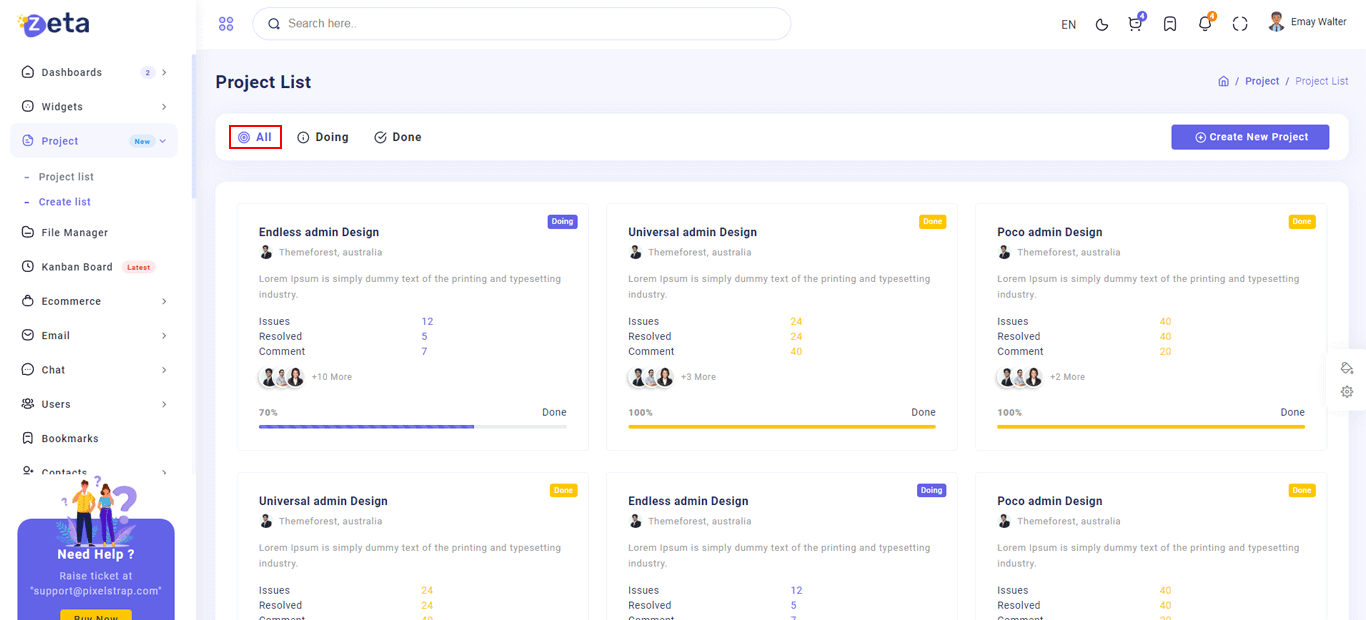 zeta
Search here..
EN
4
4
Emay Walter
Dashboards 2
Widgets
Project New
- Project list
- Create list
File Manager
Kanban Board Latest
Ecommerce
Email
Chat
Users
Bookmarks
Contacts
? ? ?
Need Help ?
Raise ticket at
"support@pixelstrap.com"
Buy Now
Project List
/ Project / Project List
All Doing Done
Create New Project
Doing
Endless admin Design
Themeforest, australia
Lorem Ipsum is simply dummy text of the printing and typesetting
industry.
Issues 12
Resolved 5
Comment 7
+10 More
70% Done
Done
Universal admin Design
Themeforest, australia
Lorem Ipsum is simply dummy text of the printing and typesetting
industry.
Issues 24
Resolved 24
Comment 40
+3 More
100% Done
Done
Poco admin Design
Themeforest, australia
Lorem Ipsum is simply dummy text of the printing and typesetting
industry.
Issues 40
Resolved 40
Comment 20
+2 More
100% Done
Done
Universal admin Design
Themeforest, australia
Lorem Ipsum is simply dummy text of the printing and typesetting
industry.
Issues 24
Resolved 24
Comment 40
Doing
Endless admin Design
Themeforest, australia
Lorem Ipsum is simply dummy text of the printing and typesetting
industry.
Issues 12
Resolved 5
Comment 7
Done
Poco admin Design
Themeforest, australia
Lorem Ipsum is simply dummy text of the printing and typesetting
industry.
Issues 40
Resolved 40
Comment 20